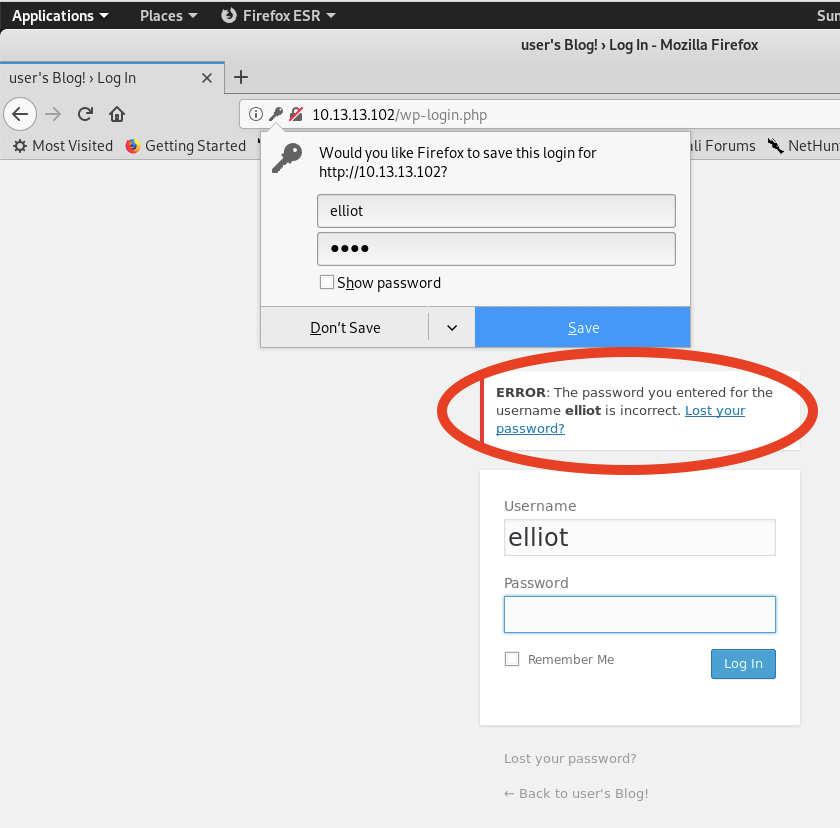 Applications Places Firefox ESR Sun
user's Blog! › Log In - Mozilla Firefox
user's Blog! › Log In
10.13.13.102/wp-login.php
Most Visited Getting Started
Would you like Firefox to save this login for
http://10.13.13.102?
elliot
●●●●
Show password
Don't Save Save
ERROR: The password you entered for the
username elliot is incorrect. Lost your
password?
Username
elliot
Password
Remember Me Log In
Lost your password?
← Back to user's Blog!